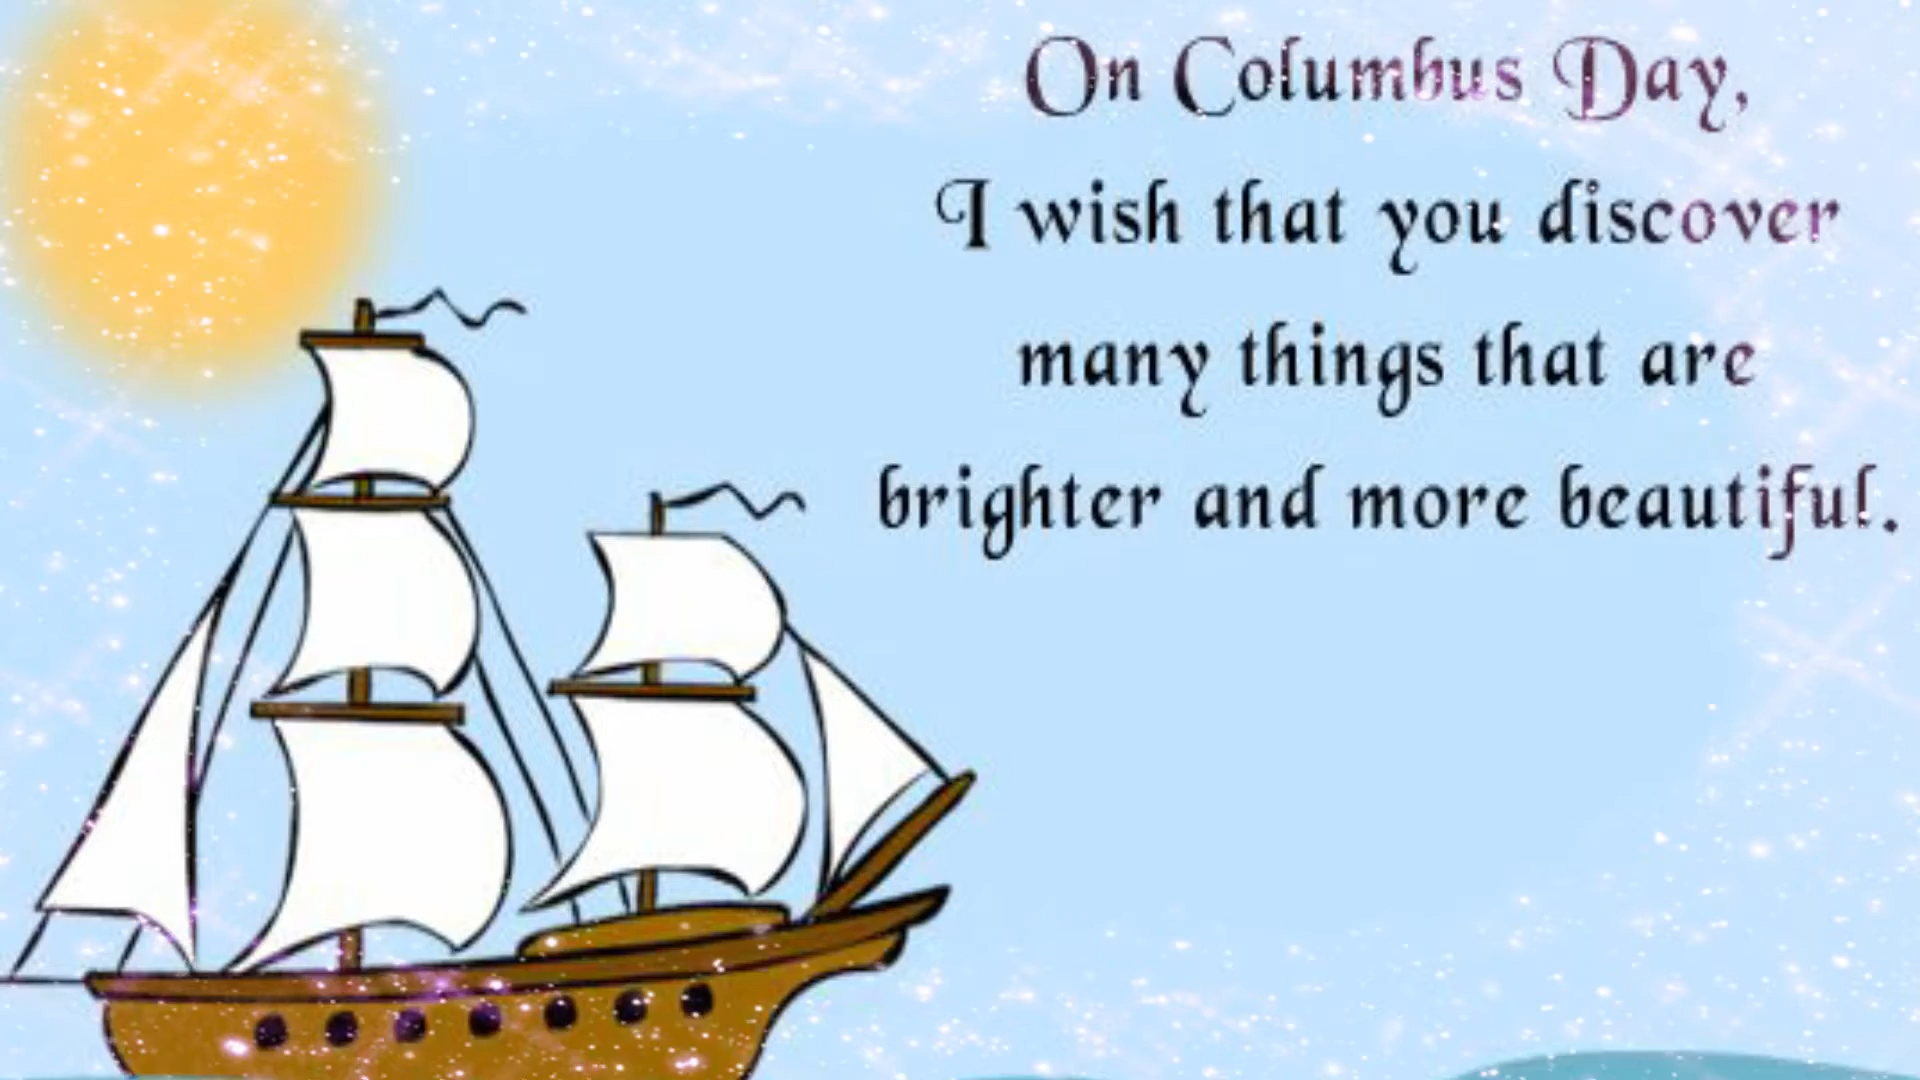 On Columbus Day,
I wish that you discover
many things that are
brighter and more beautiful.